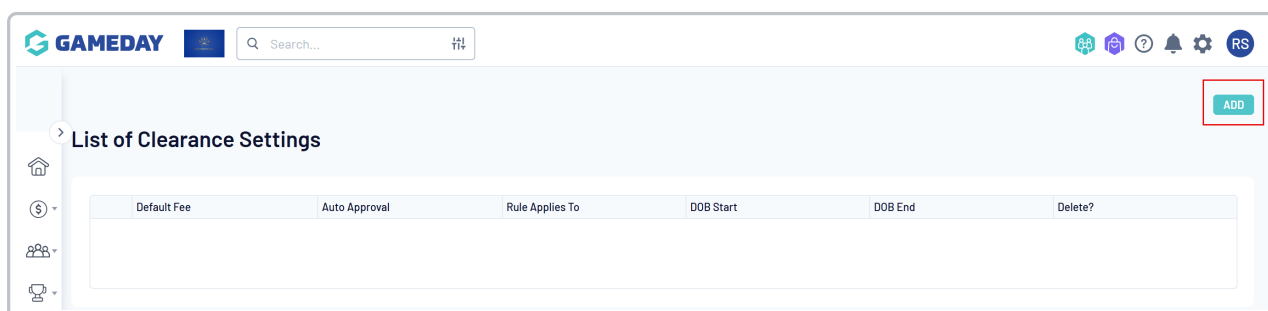 GAMEDAY
Search...
RS
ADD
List of Clearance Settings
Default Fee Auto Approval Rule Applies To DOB Start DOB End Delete?